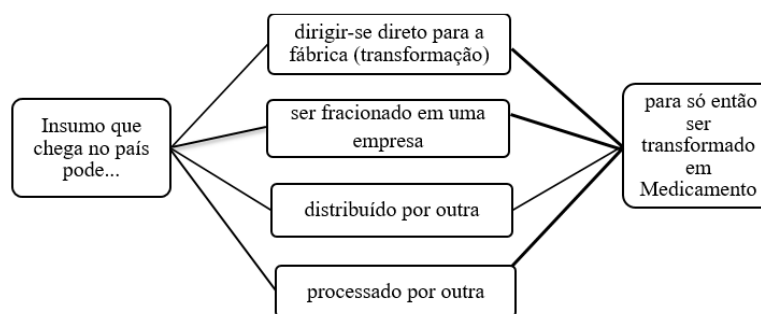 Insumo que
chega no país
pode...
dirigir-se direto para a
fábrica (transformação)
ser fracionado em uma
empresa
distribuído por outra
processado por outra
para só então
ser
transformado
em
Medicamento